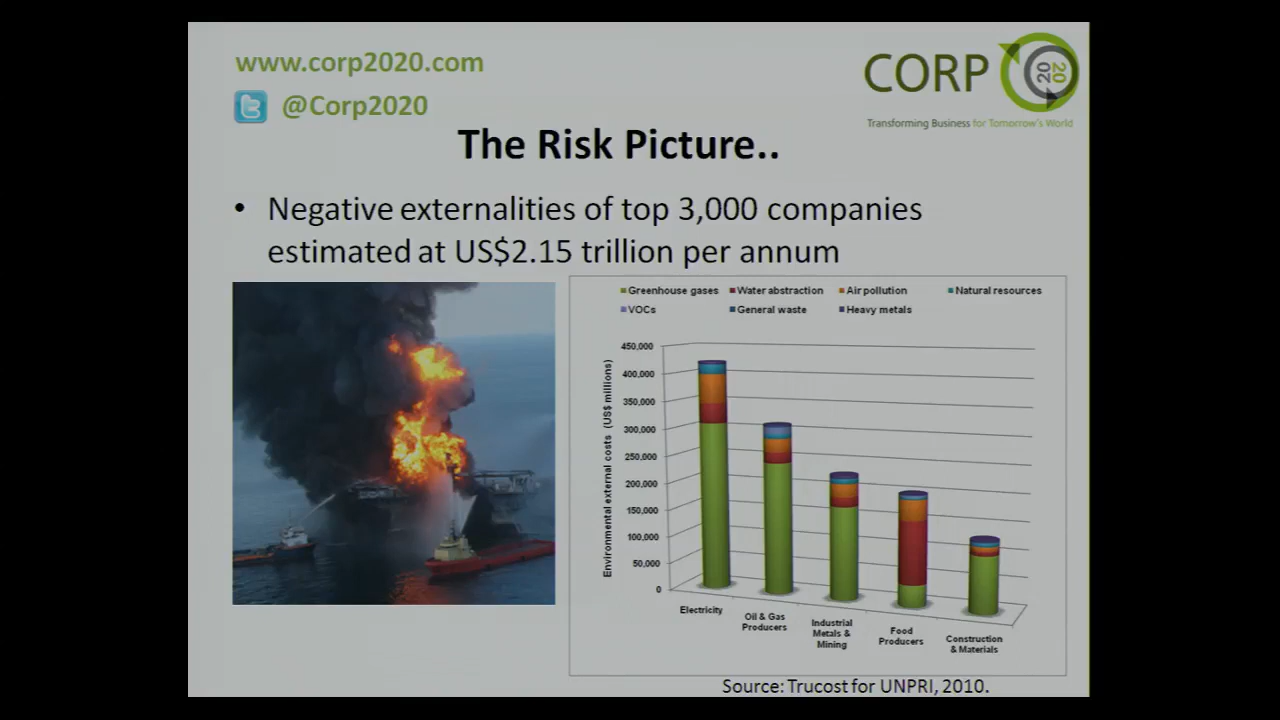 www.corp2020.com
@Corp2020
CORP 2020
Transforming Business for Tomorrow's World
The Risk Picture..
• Negative externalities of top 3,000 companies
estimated at US$2.15 trillion per annum
Greenhouse gases Water abstraction Air pollution Natural resources
VOCs General waste Heavy metals
Environmental external costs (US$ millions)
450,000
400,000
350,000
300,000
250,000
200,000
150,000
100,000
50,000
0
Electricity
Oil & Gas
Producers
Industrial
Metals &
Mining
Food
Producers
Construction
& Materials
Source: Trucost for UNPRI, 2010.